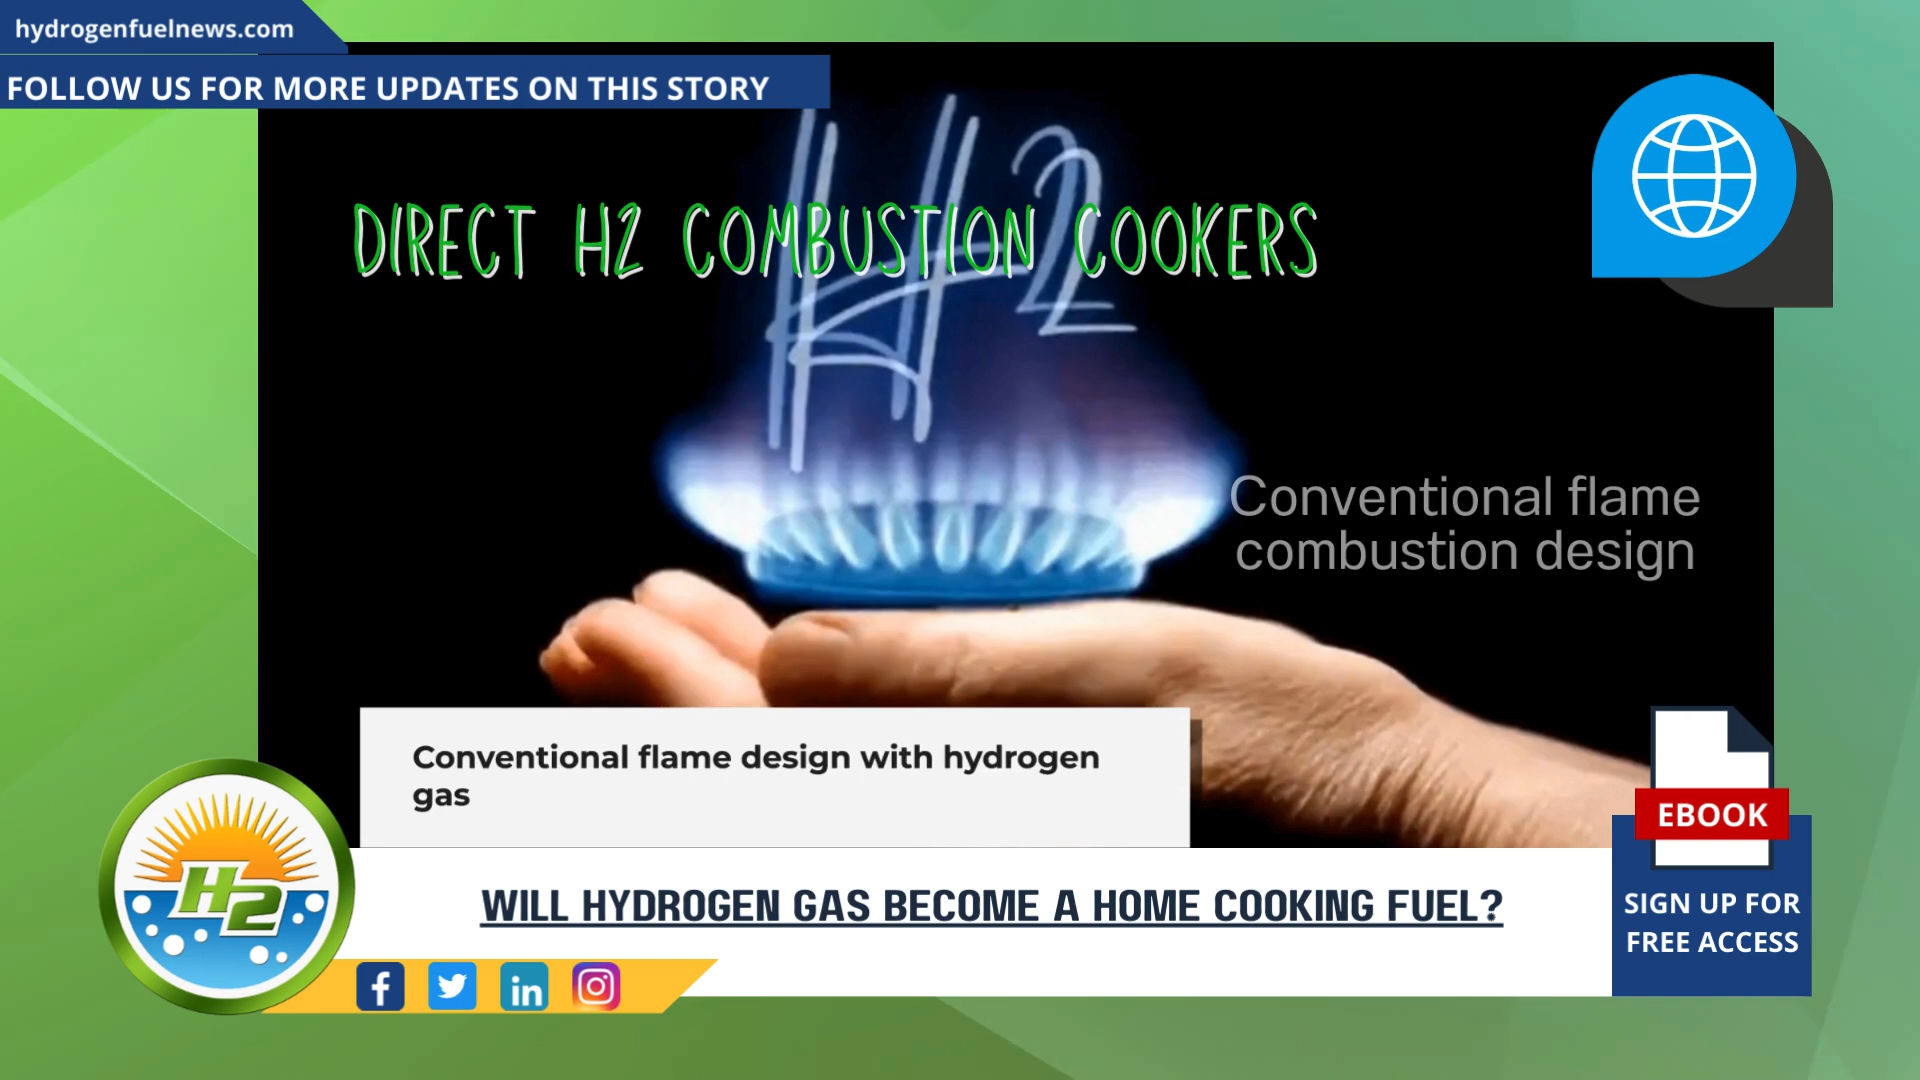 hydrogenfuelnews.com
FOLLOW US FOR MORE UPDATES ON THIS STORY
H2
DIRECT H2 COMBUSTION COOKERS
Conventional flame
combustion design
Conventional flame design with hydrogen
gas
EBOOK
SIGN UP FOR
FREE ACCESS
H2
WILL HYDROGEN GAS BECOME A HOME COOKING FUEL?
f
in